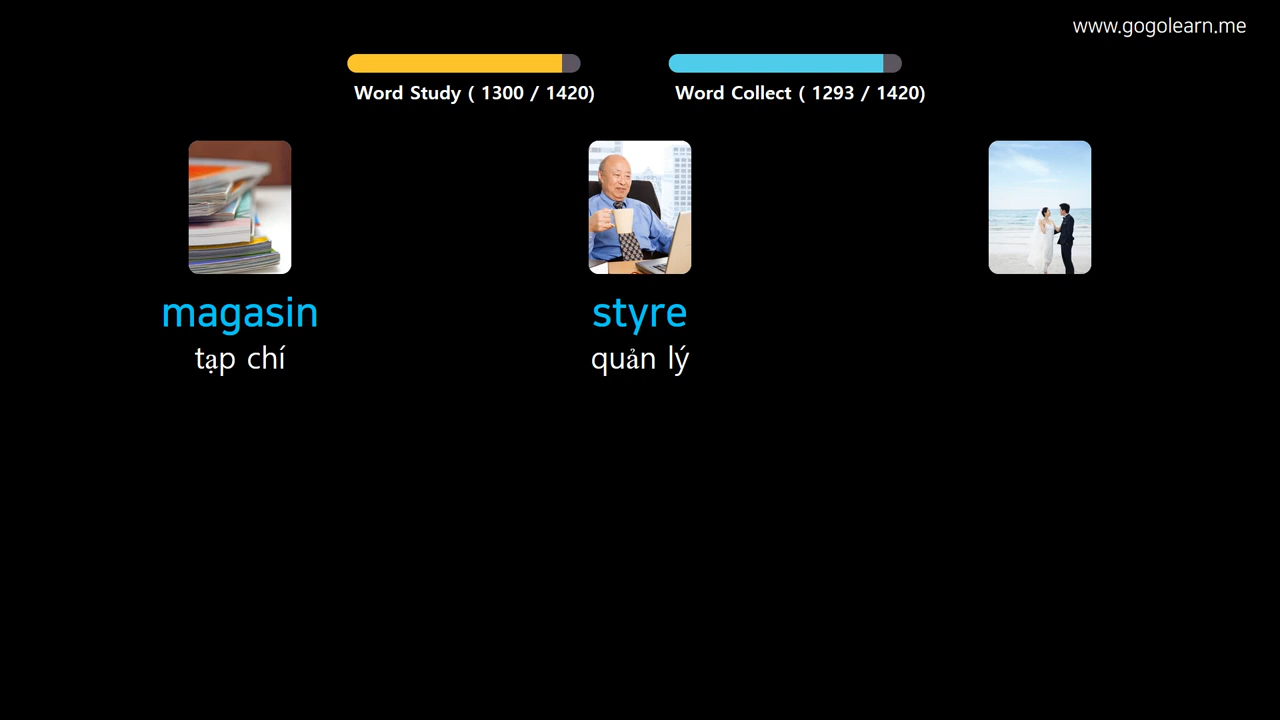 www.gogolearn.me
Word Study ( 1300 / 1420)
Word Collect ( 1293 / 1420)
magasin
tạp chí
styre
quản lý